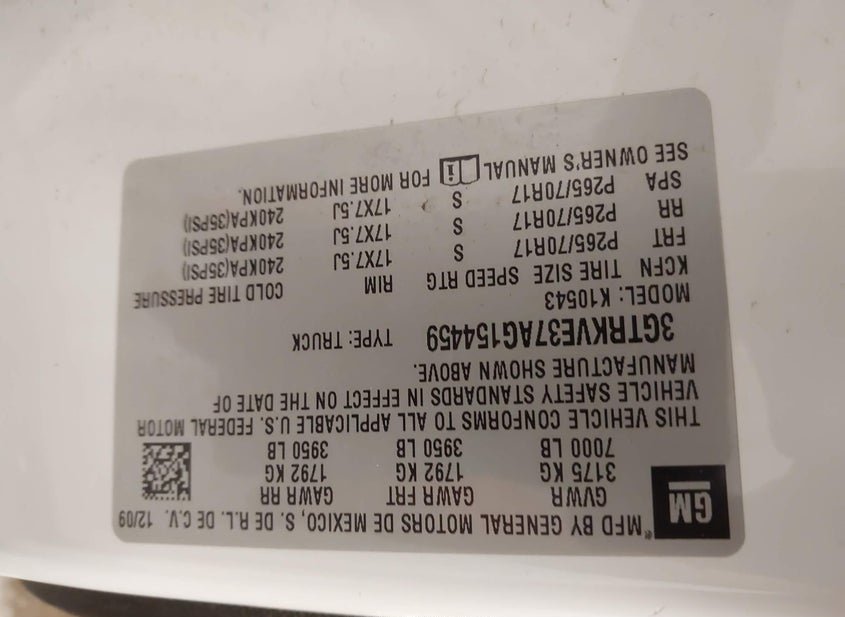 GM
*MFD BY GENERAL MOTORS DE MEXICO, S. DE R.L. DE C.V. 12/09
GVWR GAWR FRT GAWR RR
3175 KG 1792 KG 1792 KG
7000 LB 3950 LB 3950 LB
THIS VEHICLE CONFORMS TO ALL APPLICABLE U.S. FEDERAL MOTOR
VEHICLE SAFETY STANDARDS IN EFFECT ON THE DATE OF
MANUFACTURE SHOWN ABOVE.
3GTRKVE37AG154459 TYPE: TRUCK
MODEL: K10543
KCFN TIRE SIZE SPEED RTG RIM COLD TIRE PRESSURE
FRT P265/70R17 S 17X7.5J 240KPA(35PSI)
RR P265/70R17 S 17X7.5J 240KPA(35PSI)
SPA P265/70R17 S 17X7.5J 240KPA(35PSI)
SEE OWNER'S MANUAL i FOR MORE INFORMATION.